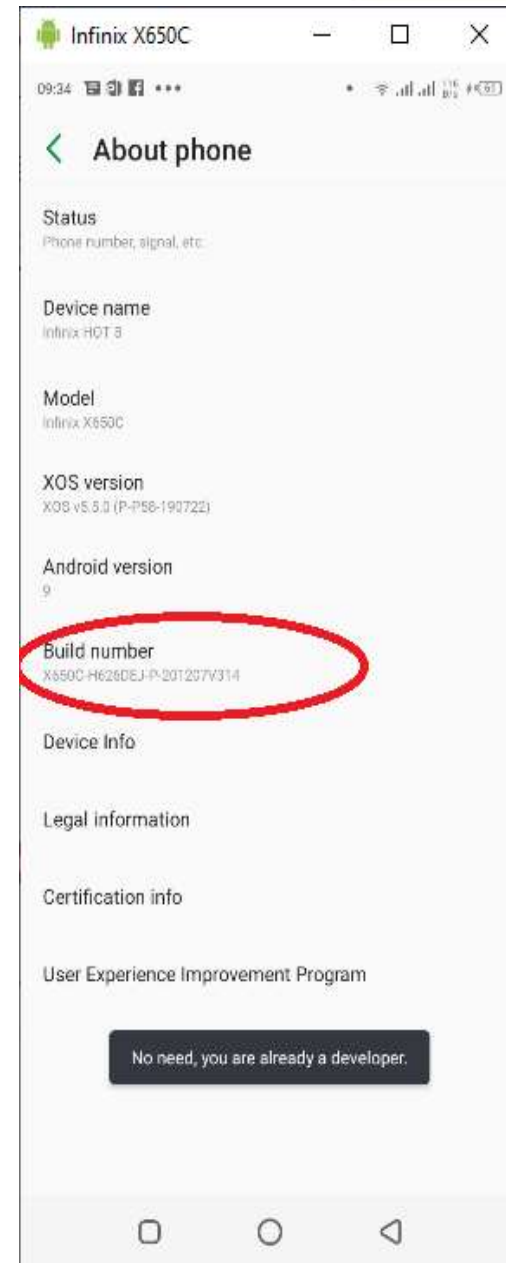 Infinix X650C
09:34
About phone
Status
Phone number, signal, etc.
Device name
Infinix HOT 8
Model
Infinix X650C
XOS version
XOS v5.5.0 (P-P58-190722)
Android version
9
Build number
X650C-H626DEJ-P-201207V314
Device Info
Legal information
Certification info
User Experience Improvement Program
No need, you are already a developer.